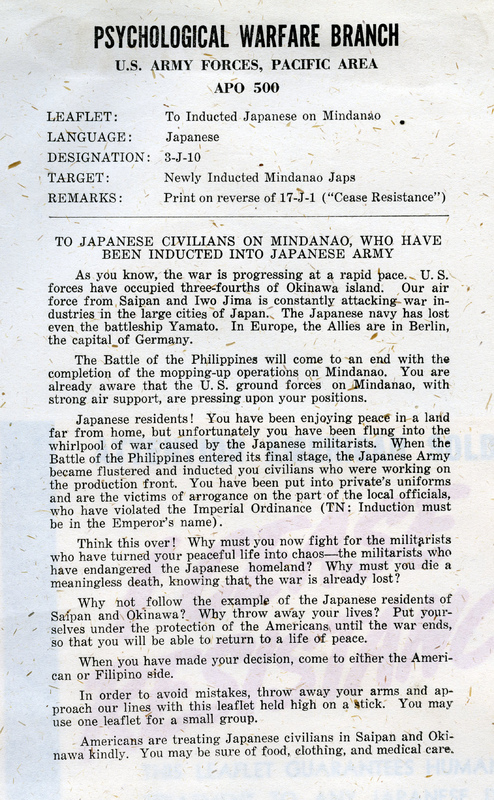 PSYCHOLOGICAL WARFARE BRANCH
U.S. ARMY FORCES, PACIFIC AREA
APO 500
LEAFLET: To Inducted Japanese on Mindanao
LANGUAGE: Japanese
DESIGNATION: 3-J-10
TARGET: Newly Inducted Mindanao Japs
REMARKS: Print on reverse of 17-J-1 ("Cease Resistance")
TO JAPANESE CIVILIANS ON MINDANAO, WHO HAVE
BEEN INDUCTED INTO JAPANESE ARMY
As you know, the war is progressing at a rapid pace. U.S.
forces have occupied three-fourths of Okinawa island. Our air
force from Saipan and Iwo Jima is constantly attacking war in-
dustries in the large cities of Japan. The Japanese navy has lost
even the battleship Yamato. In Europe, the Allies are in Berlin,
the capital of Germany.
The Battle of the Philippines will come to an end with the
completion of the mopping-up operations on Mindanao. You are
already aware that the U.S. ground forces on Mindanao, with
strong air support, are pressing upon your positions.
Japanese residents! You have been enjoying peace in a land
far from home, but unfortunately you have been flung into the
whirlpool of war caused by the Japanese militarists. When the
Battle of the Philippines entered its final stage, the Japanese Army
became flustered and inducted you civilians who were working on
the production front. You have been put into private's uniforms
and are the victims of arrogance on the part of the local officials,
who have violated the Imperial Ordinance (TN: Induction must
be in the Emperor's name).
Think this over! Why must you now fight for the militarists
who have turned your peaceful life into chaos—the militarists who
have endangered the Japanese homeland? Why must you die a
meaningless death, knowing that the war is already lost?
Why not follow the example of the Japanese residents of
Saipan and Okinawa? Why throw away your lives? Put your-
selves under the protection of the Americans until the war ends,
so that you will be able to return to a life of peace.
When you have made your decision, come to either the Ameri-
can or Filipino side.
In order to avoid mistakes, throw away your arms and ap-
proach our lines with this leaflet held high on a stick. You may
use one leaflet for a small group.
Americans are treating Japanese civilians in Saipan and Oki-
nawa kindly. You may be sure of food, clothing, and medical care.